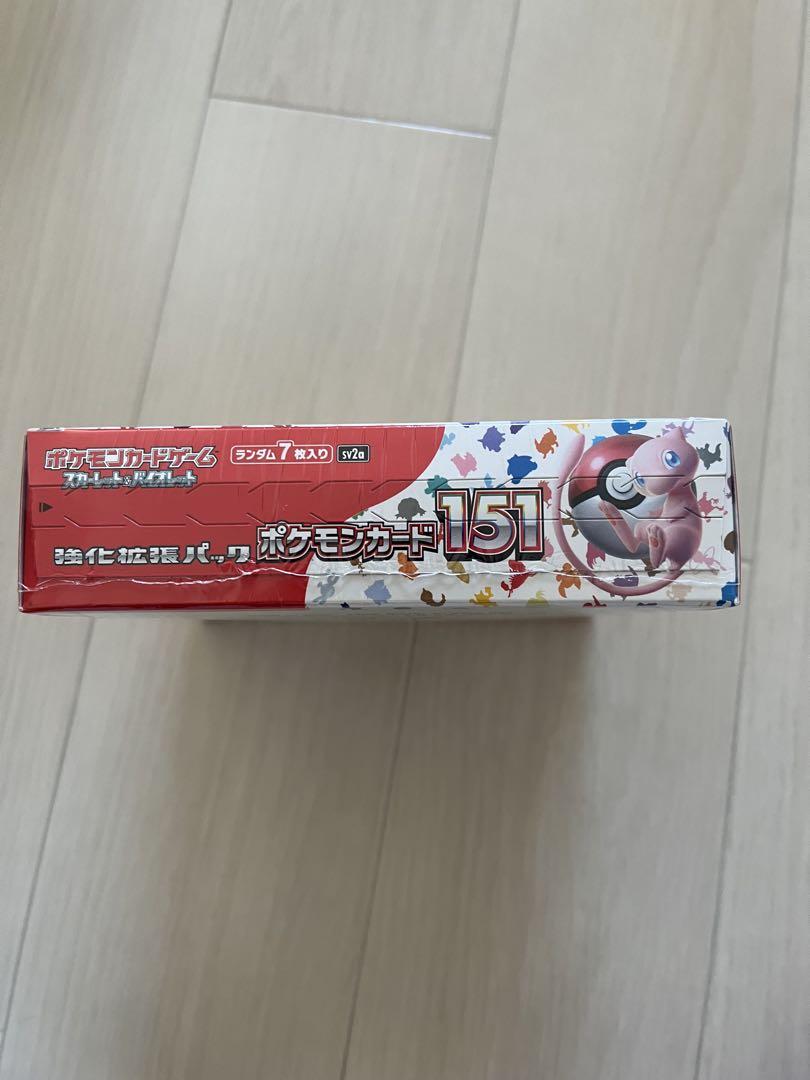 ポケモンカードゲーム
スカーレット&バイオレット
ランダム7枚入り
sv2a
強化拡張パック
ポケモンカード151